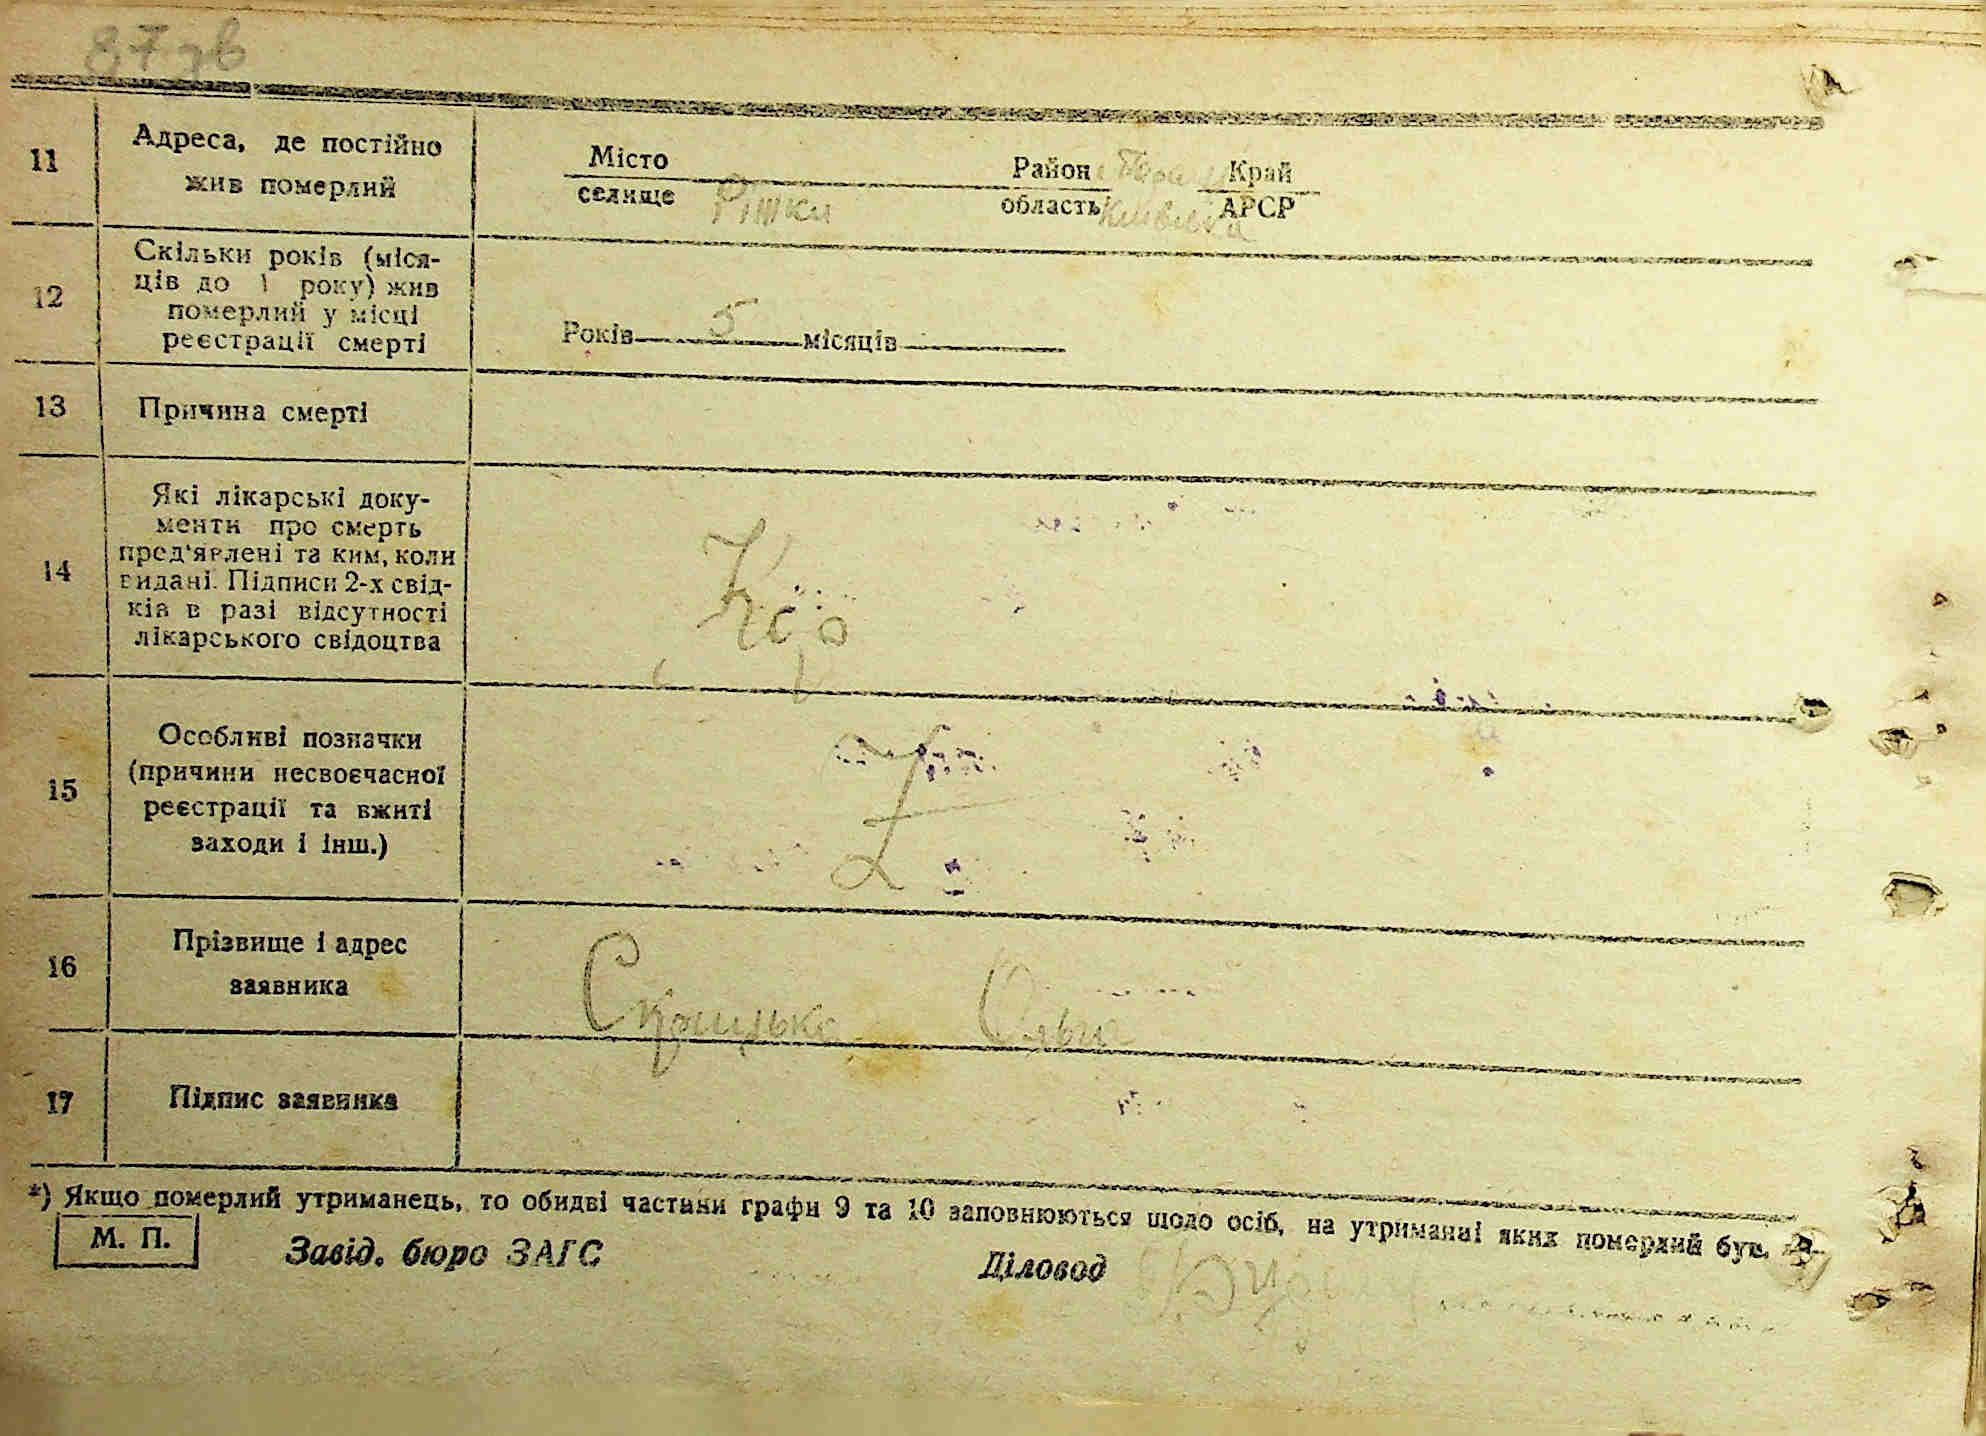 87 зв
11
Адреса, де постійно
жив померлий
Місто
селище Рітки
Район
область Київська
Край
АРСР
12
Скільки років (міся-
ців до 1 року) жив
померлий у місці
реєстрації смерті
Років 5 місяців
13
Причина смерті
14
Які лікарські доку-
менти про смерть
пред'явлені та ким, коли
видані. Підписи 2-х свід-
ків в разі відсутності
лікарського свідоцтва
15
Особливі позначки
(причини несвоєчасної
реєстрації та вжиті
заходи і інш.)
16
Прізвище і адрес
заявника
17
Підпис заявника
*) Якщо померлий утриманець, то обидві частини графи 9 та 10 заповнюються щодо осіб, на утриманні яких померлий був.
М. П.
Завід. бюро ЗАГС
Діловод